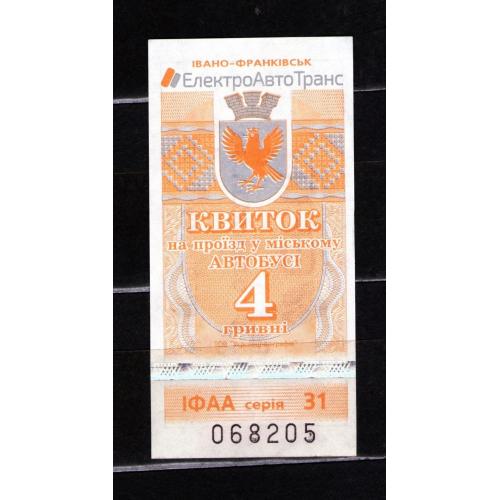 ІВАНО-ФРАНКІВСЬК
ЕлектроАвтоТранс
КВИТОК
на проїзд у міському
АВТОБУСІ
4
гривні
ІФАА серія 31
068205